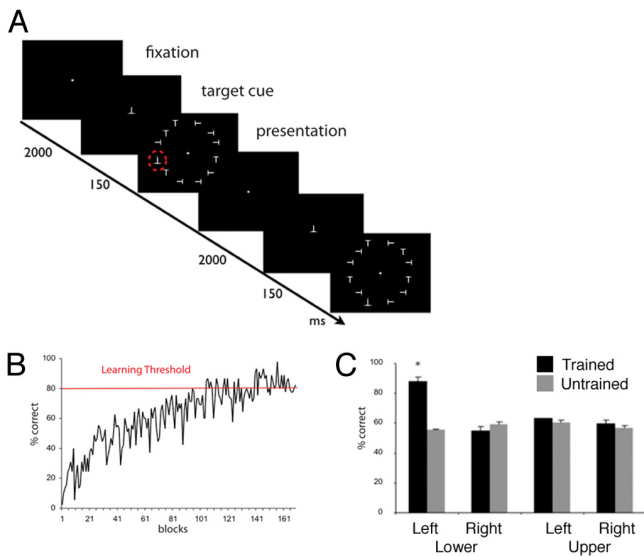 A
fixation
target cue
presentation
2000
150
2000
150
ms
B
Learning Threshold
% correct
100
80
60
40
20
0
1 21 41 61 81 101 121 141 161
blocks
C
Trained
Untrained
*
% correct
100
80
60
40
20
0
Left Right Left Right
Lower Upper